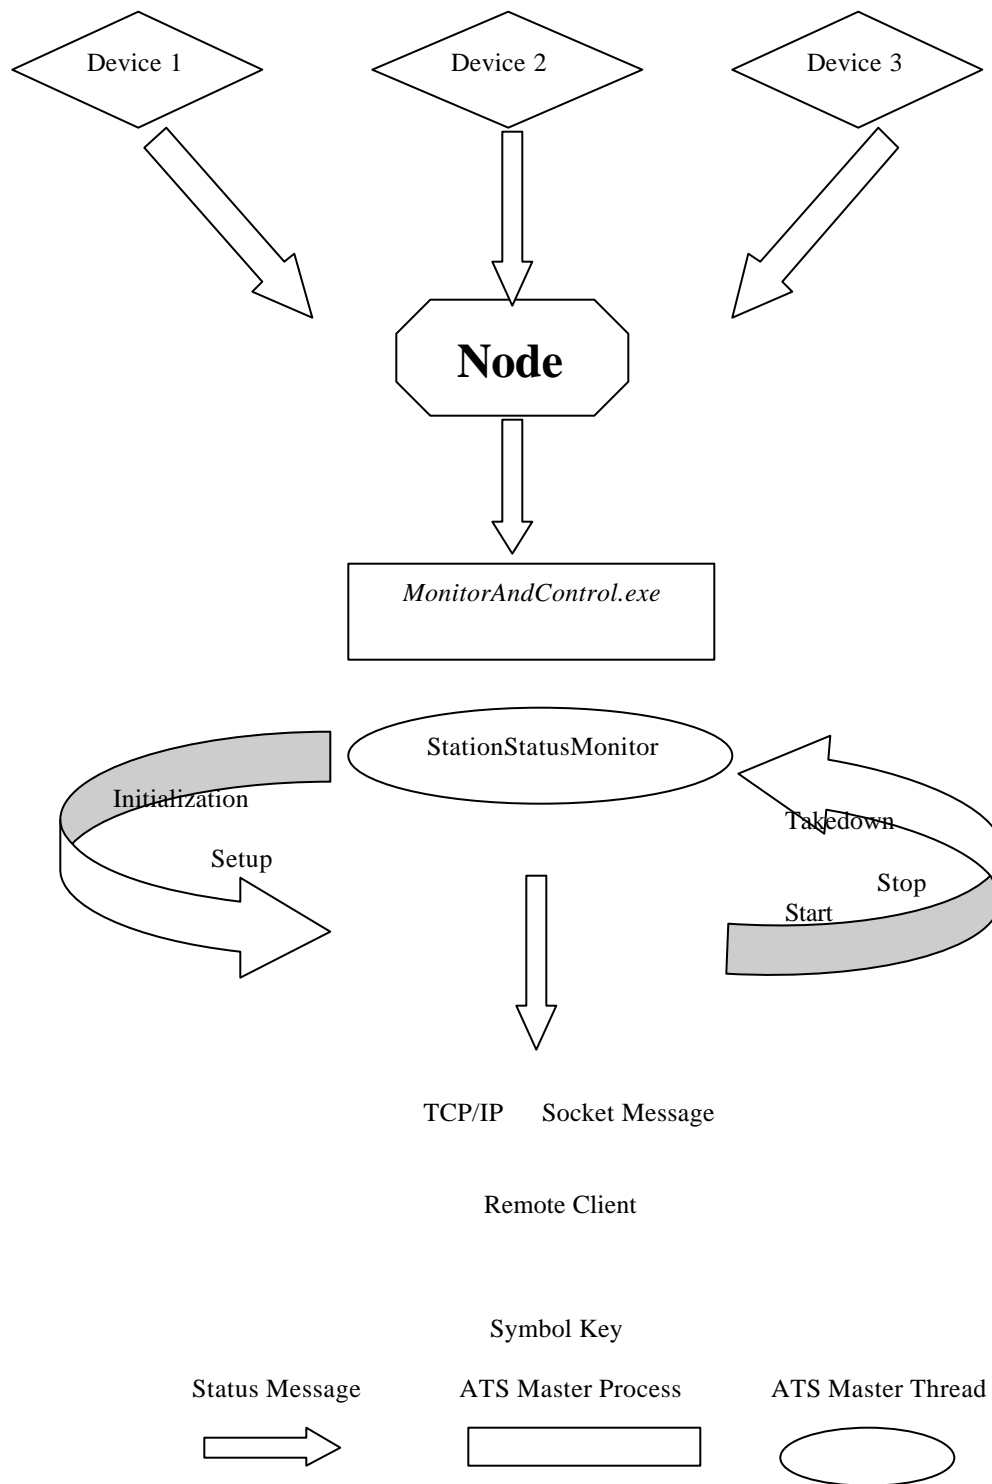 Device 1
Device 2
Device 3
Node
MonitorAndControl.exe
StationStatusMonitor
Initialization
Setup
Takedown
Stop
Start
TCP/IP Socket Message
Remote Client
Symbol Key
Status Message
ATS Master Process
ATS Master Thread